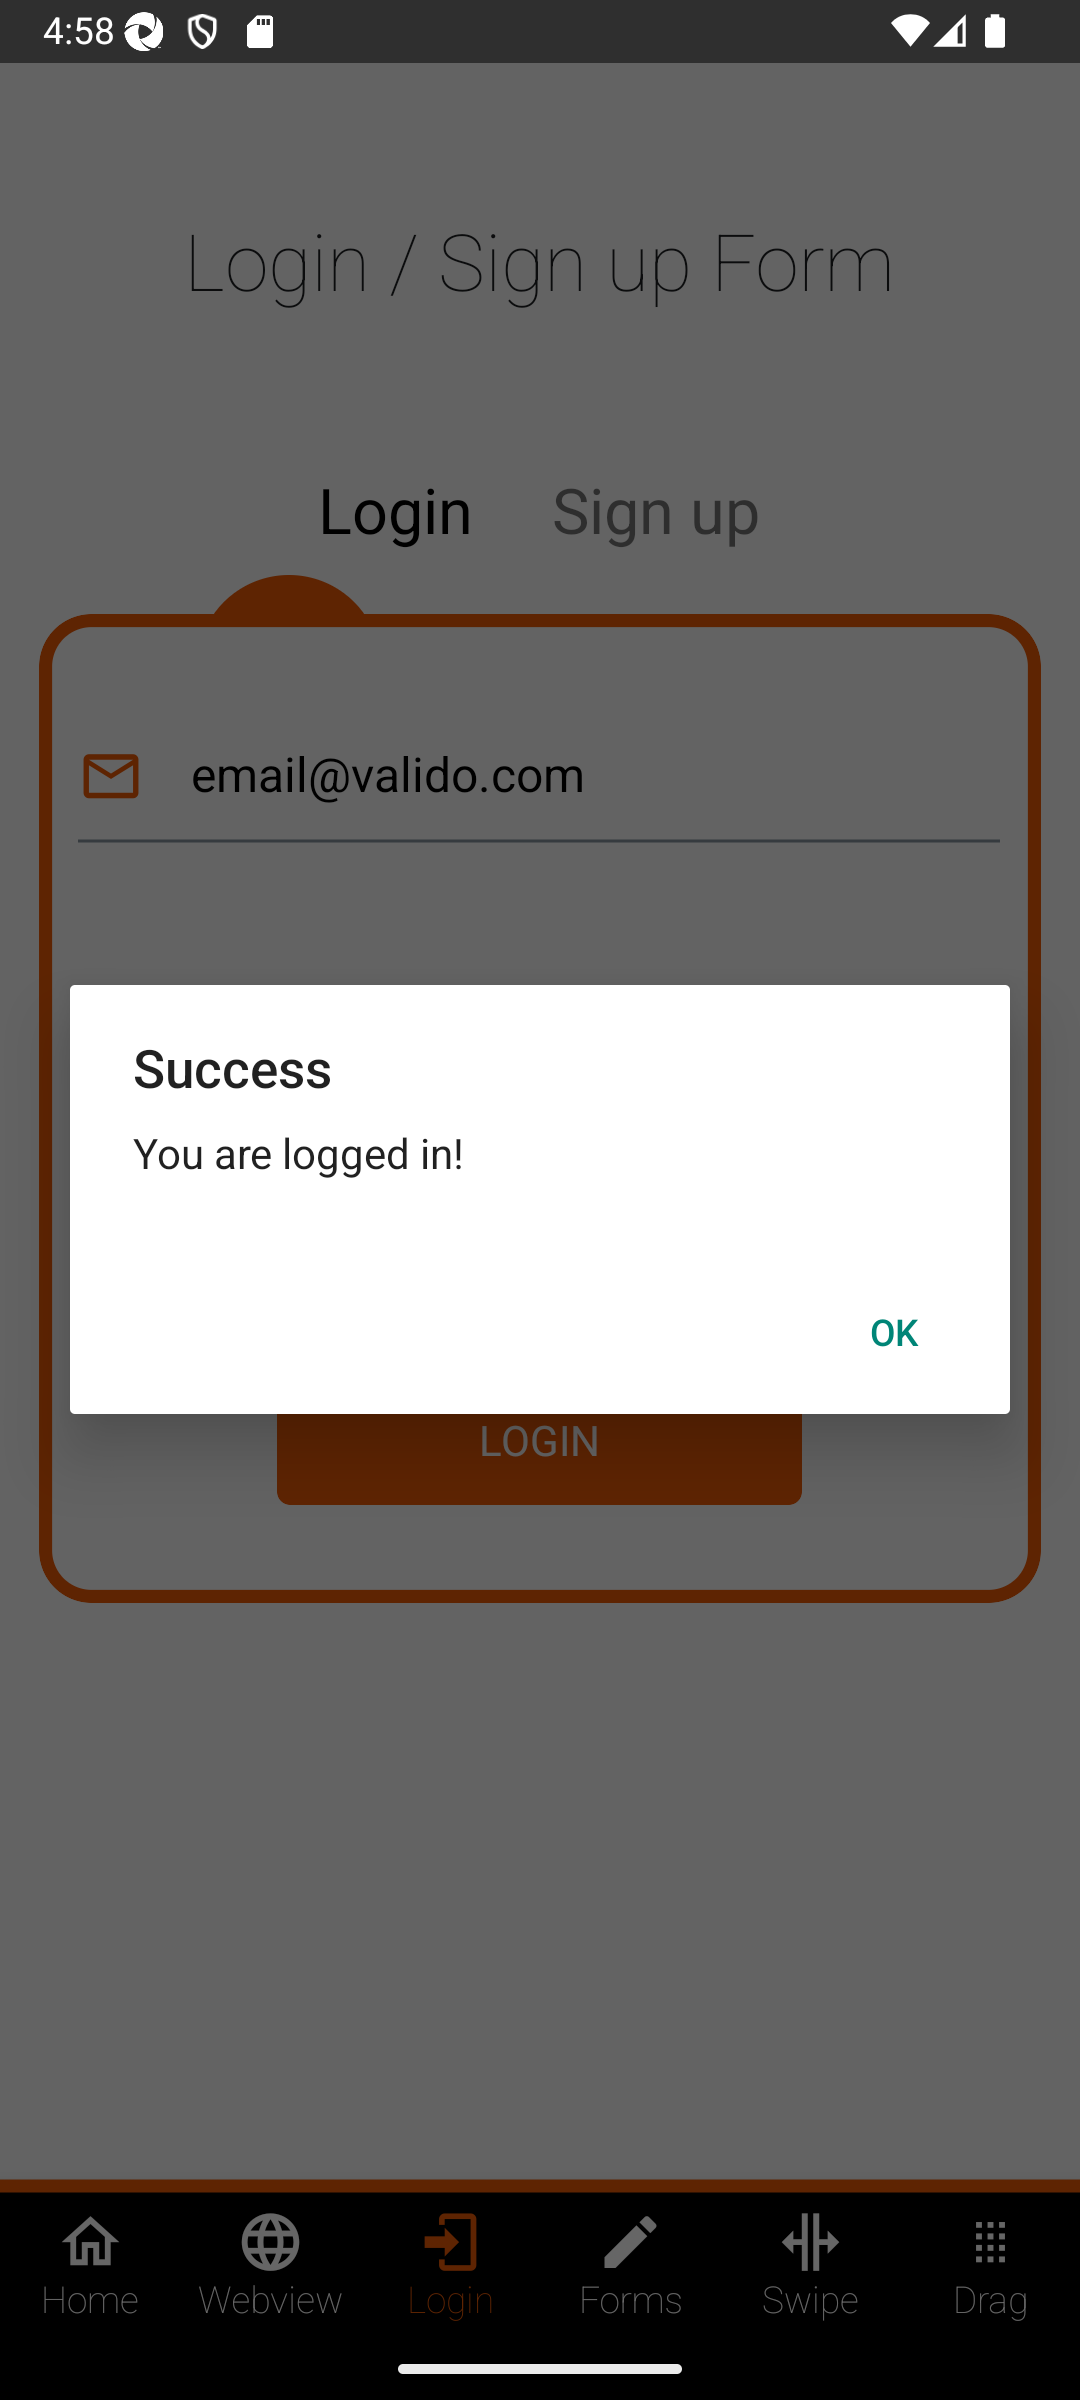 4:58
Login / Sign up Form
Login Sign up
email@valido.com
Success
You are logged in!
OK
LOGIN
Home Webview Login Forms Swipe Drag